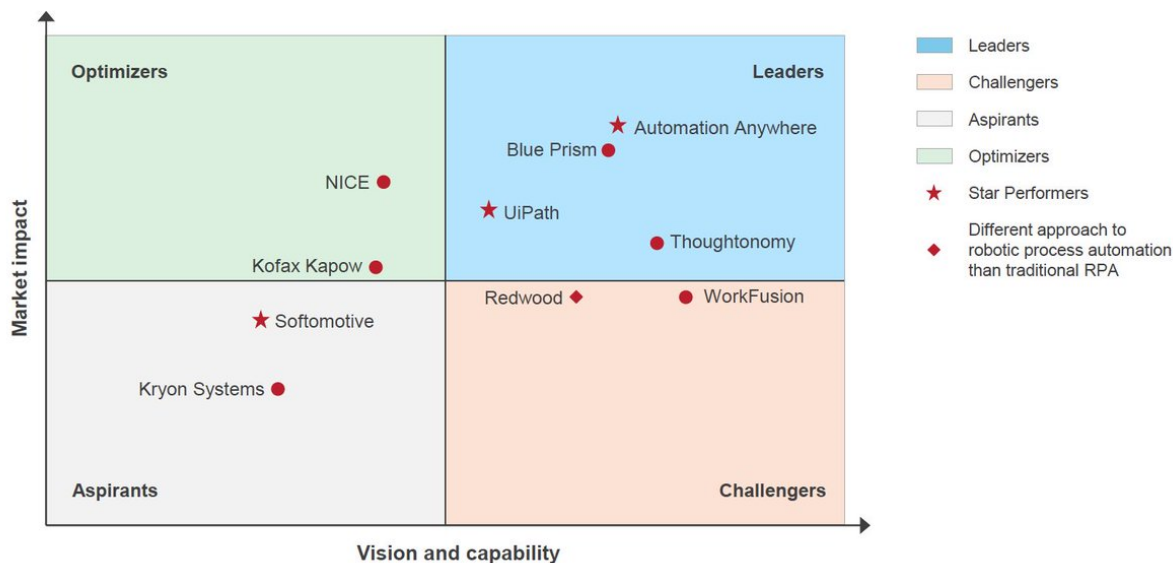 Optimizers
Leaders
Automation Anywhere
Blue Prism
NICE
UiPath
Thoughtonomy
Kofax Kapow
Redwood
WorkFusion
Softomotive
Kryon Systems
Aspirants
Challengers
Market impact
Vision and capability
Leaders
Challengers
Aspirants
Optimizers
Star Performers
Different approach to
robotic process automation
than traditional RPA